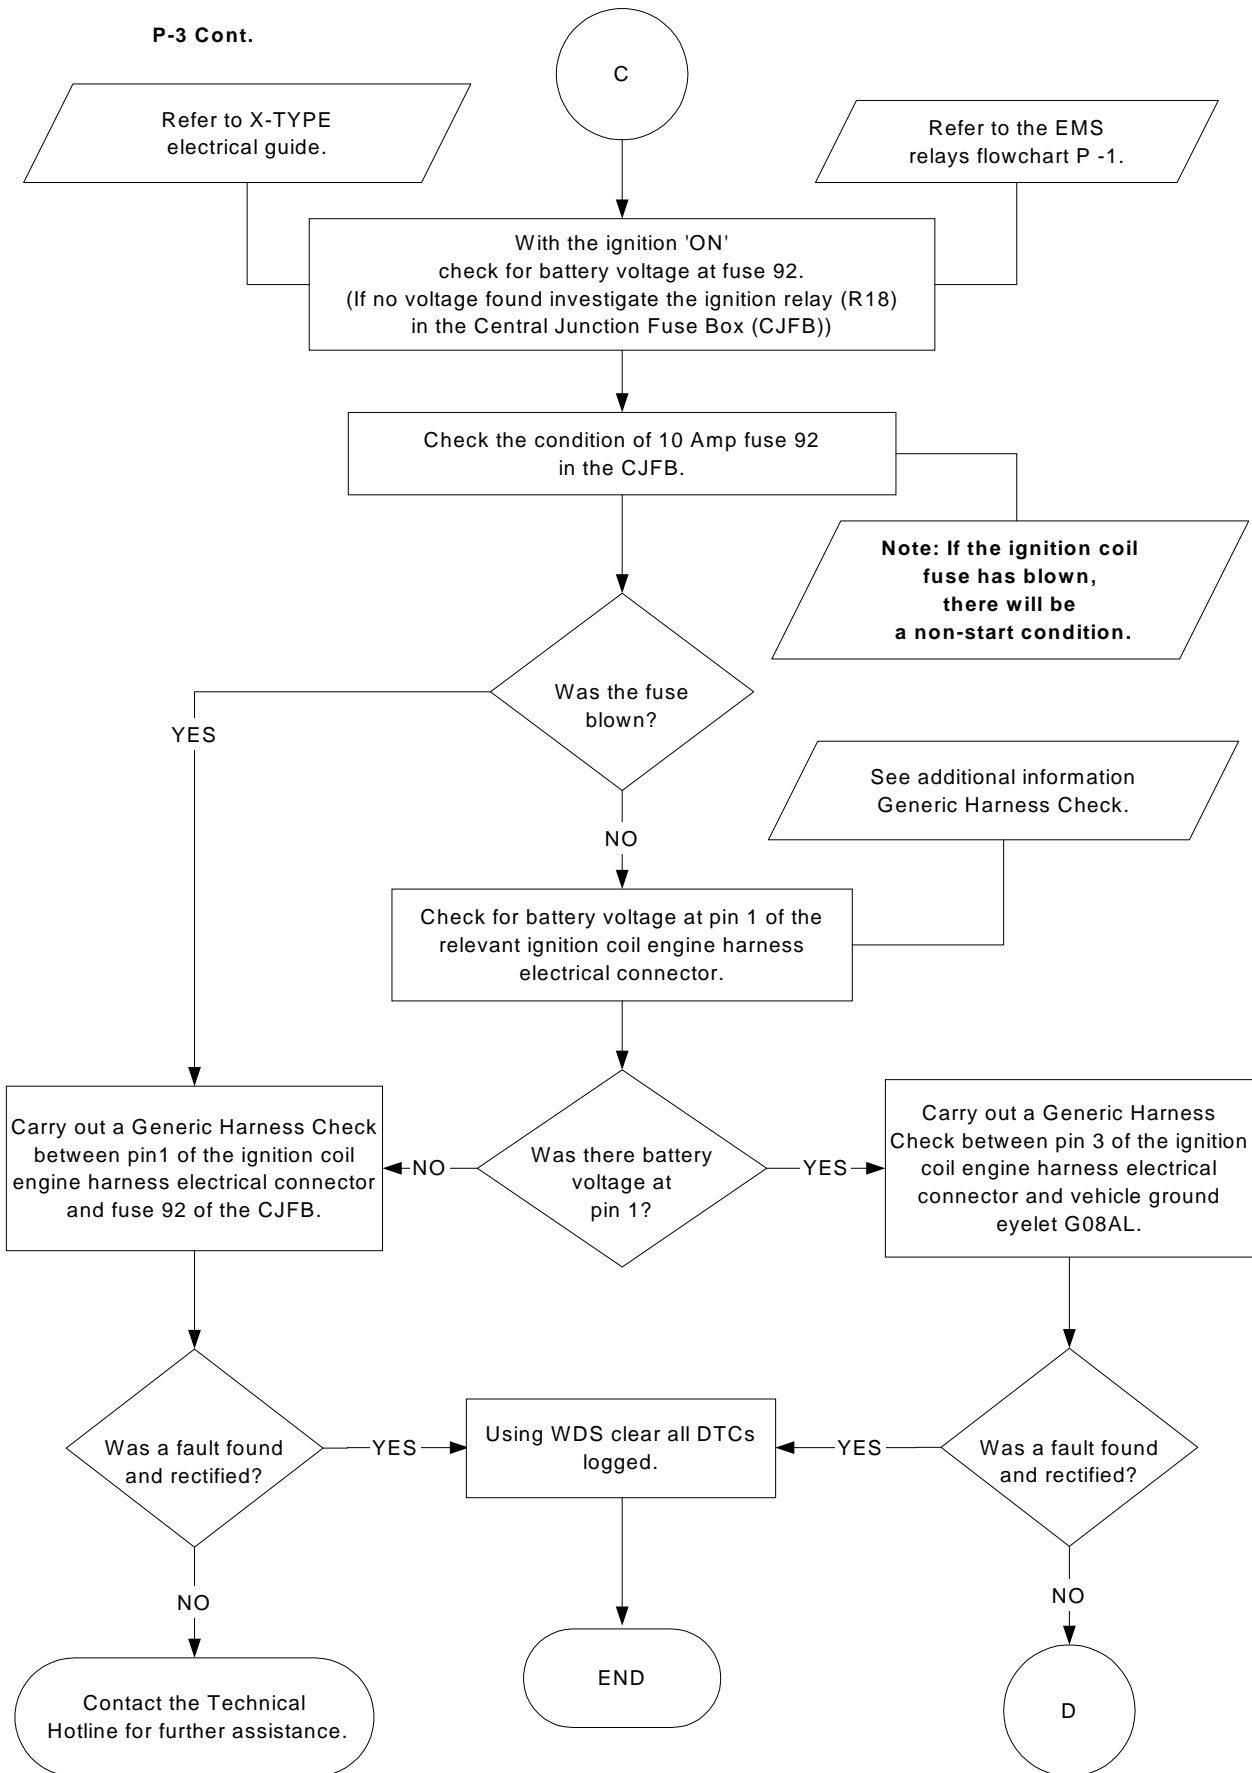 P-3 Cont.
C
Refer to X-TYPE
electrical guide.
Refer to the EMS
relays flowchart P -1.
With the ignition 'ON'
check for battery voltage at fuse 92.
(If no voltage found investigate the ignition relay (R18)
in the Central Junction Fuse Box (CJFB))
Check the condition of 10 Amp fuse 92
in the CJFB.
Note: If the ignition coil
fuse has blown,
there will be
a non-start condition.
Was the fuse
blown?
YES
See additional information
Generic Harness Check.
NO
Check for battery voltage at pin 1 of the
relevant ignition coil engine harness
electrical connector.
Carry out a Generic Harness Check
between pin1 of the ignition coil
engine harness electrical connector
and fuse 92 of the CJFB.
NO
Was there battery
voltage at
pin 1?
YES
Carry out a Generic Harness
Check between pin 3 of the ignition
coil engine harness electrical
connector and vehicle ground
eyelet G08AL.
Was a fault found
and rectified?
YES
Using WDS clear all DTCs
logged.
YES
Was a fault found
and rectified?
NO
NO
Contact the Technical
Hotline for further assistance.
END
D